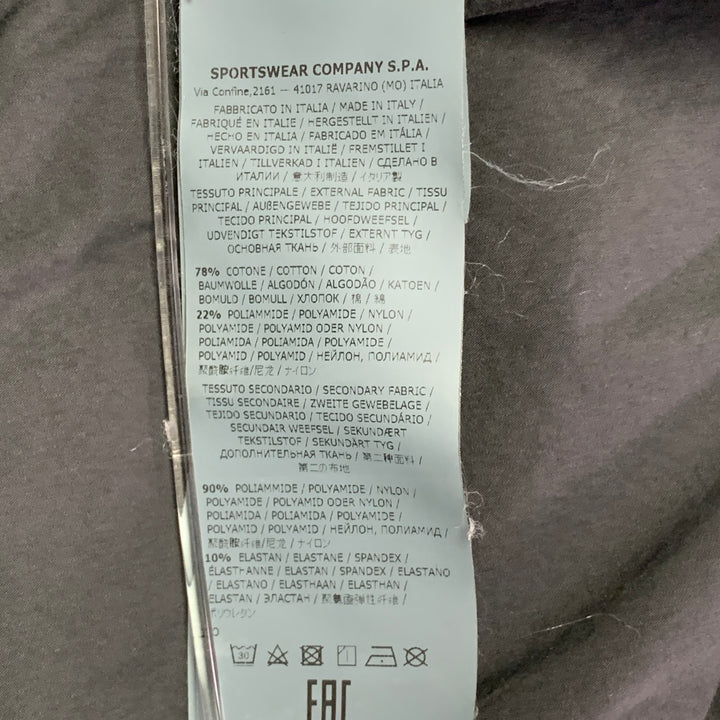 SPORTSWEAR COMPANY S.P.A.
Via Confine,2161 — 41017 RAVARINO (MO) ITALIA
FABBRICATO IN ITALIA / MADE IN ITALY /
FABRIQUÉ EN ITALIE / HERGESTELLT IN ITALIEN /
HECHO EN ITALIA / FABRICADO EM ITÁLIA /
VERVAARDIGD IN ITALIË / FREMSTILLET I
ITALIEN / TILLVERKAD I ITALIEN / СДЕЛАНО В
ИТАЛИИ / 意大利制造 / イタリア製
TESSUTO PRINCIPALE / EXTERNAL FABRIC / TISSU
PRINCIPAL / AUßENGEWEBE / TEJIDO PRINCIPAL /
TECIDO PRINCIPAL / HOOFDWEEFSEL /
UDVENDIGT TEKSTILSTOF / EXTERNT TYG /
ОСНОВНАЯ ТКАНЬ / 外部面料 / 表地
78% COTONE / COTTON / COTON /
BAUMWOLLE / ALGODÓN / ALGODÃO / KATOEN /
BOMULD / BOMULL / ХЛОПОК / 棉 / 綿
22% POLIAMMIDE / POLYAMIDE / NYLON /
POLYAMIDE / POLYAMID ODER NYLON /
POLIAMIDA / POLIAMIDA / POLYAMIDE /
POLYAMID / POLYAMID / НЕЙЛОН, ПОЛИАМИД /
聚酰胺纤维/尼龙 / ナイロン
TESSUTO SECONDARIO / SECONDARY FABRIC /
TISSU SECONDAIRE / ZWEITE GEWEBELAGE /
TEJIDO SECUNDARIO / TECIDO SECUNDÁRIO /
SECUNDAIR WEEFSEL / SEKUNDÆRT
TEKSTILSTOF / SEKUNDÄRT TYG /
ДОПОЛНИТЕЛЬНАЯ ТКАНЬ / 第二种面料 /
第二の布地
90% POLIAMMIDE / POLYAMIDE / NYLON /
POLYAMIDE / POLYAMID ODER NYLON /
POLIAMIDA / POLIAMIDA / POLYAMIDE /
POLYAMID / POLYAMID / НЕЙЛОН, ПОЛИАМИД /
聚酰胺纤维/尼龙 / ナイロン
10% ELASTAN / ELASTANE / SPANDEX /
ÉLASTHANNE / ELASTAN / SPANDEX / ELASTANO
/ ELASTANO / ELASTHAAN / ELASTHAN /
ELASTAN / ЭЛАСТАН / 聚氨酯弹性纤维 /
ポリウレタン
30
EAC